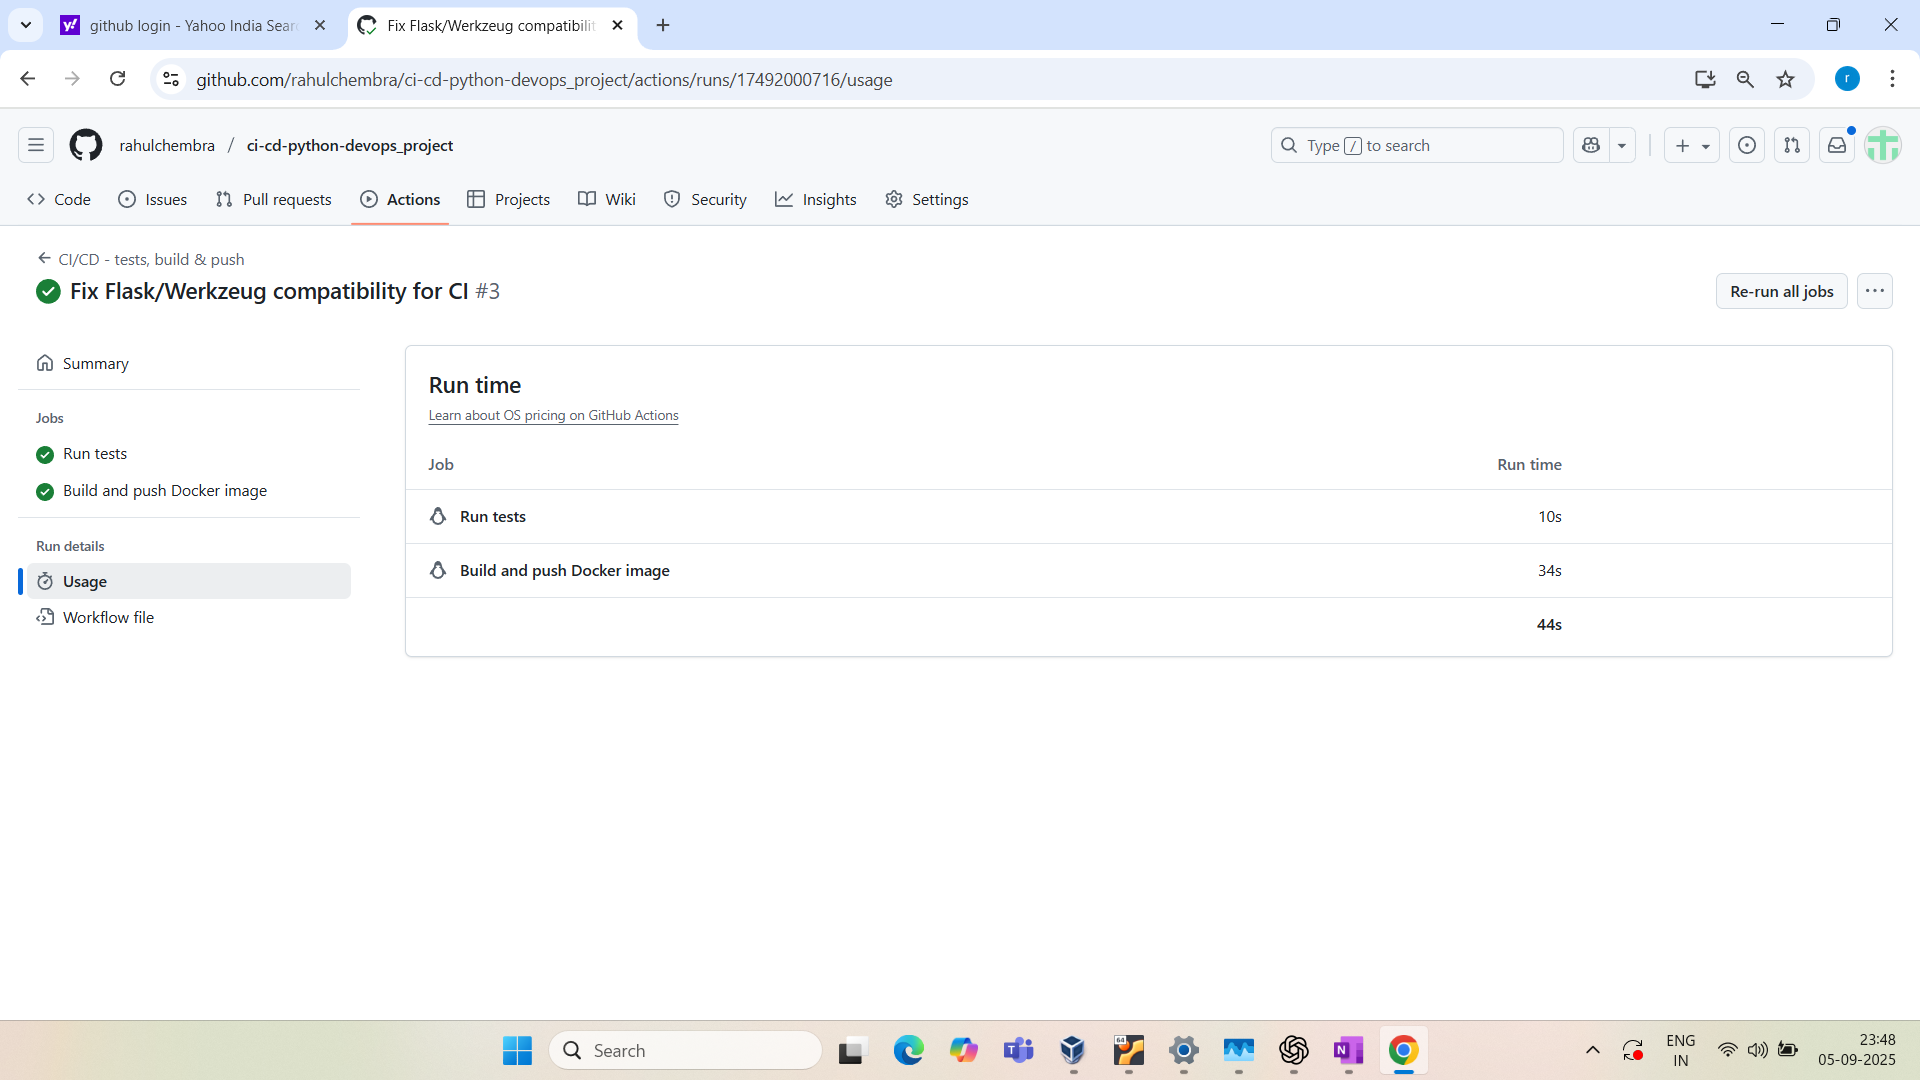 github login - Yahoo India Sear
Fix Flask/Werkzeug compatibilit
github.com/rahulchembra/ci-cd-python-devops_project/actions/runs/17492000716/usage
r
rahulchembra / ci-cd-python-devops_project
Type / to search
Code
Issues
Pull requests
Actions
Projects
Wiki
Security
Insights
Settings
CI/CD - tests, build & push
Fix Flask/Werkzeug compatibility for CI #3
Re-run all jobs
Summary
Jobs
Run tests
Build and push Docker image
Run details
Usage
Workflow file
Run time
Learn about OS pricing on GitHub Actions
Job Run time
Run tests 10s
Build and push Docker image 34s
44s
Search
64
N
ENG
IN
23:48
05-09-2025